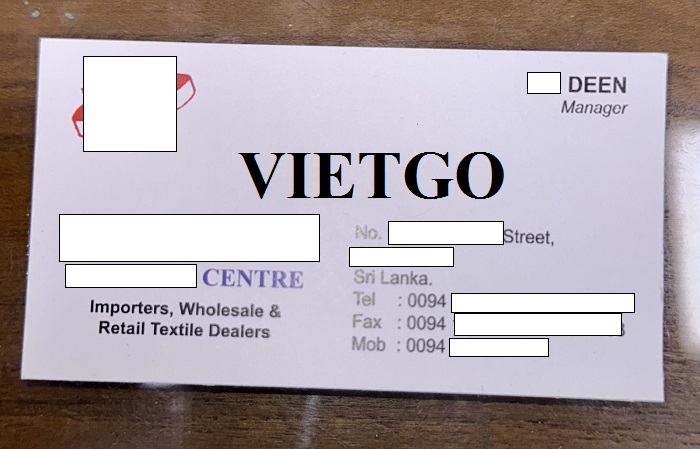 DEEN
Manager
VIETGO
CENTRE
Importers, Wholesale &
Retail Textile Dealers
No. Street,
Sri Lanka.
Tel : 0094
Fax : 0094
Mob : 0094